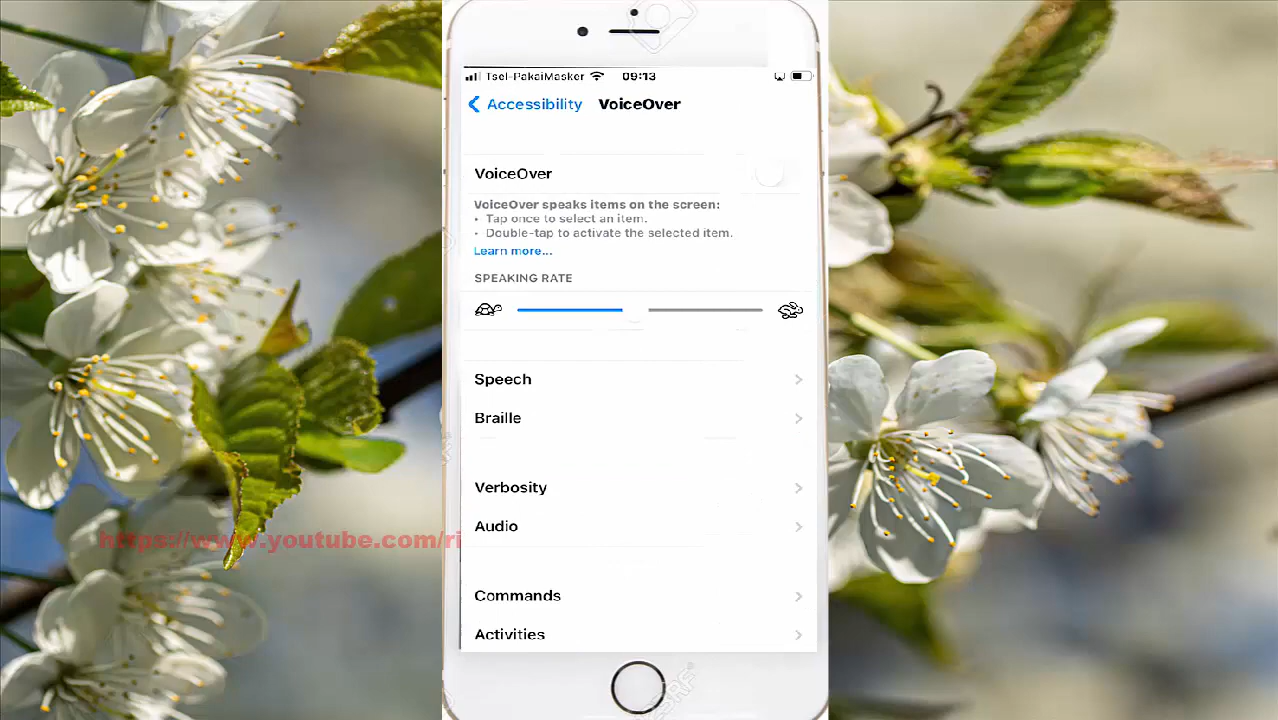 Tsel-PakaiMasker 09:13
Accessibility VoiceOver
VoiceOver
VoiceOver speaks items on the screen:
• Tap once to select an item.
• Double-tap to activate the selected item.
Learn more...
SPEAKING RATE
Speech
Braille
Verbosity
Audio
https://www.youtube.com/ri
Commands
Activities